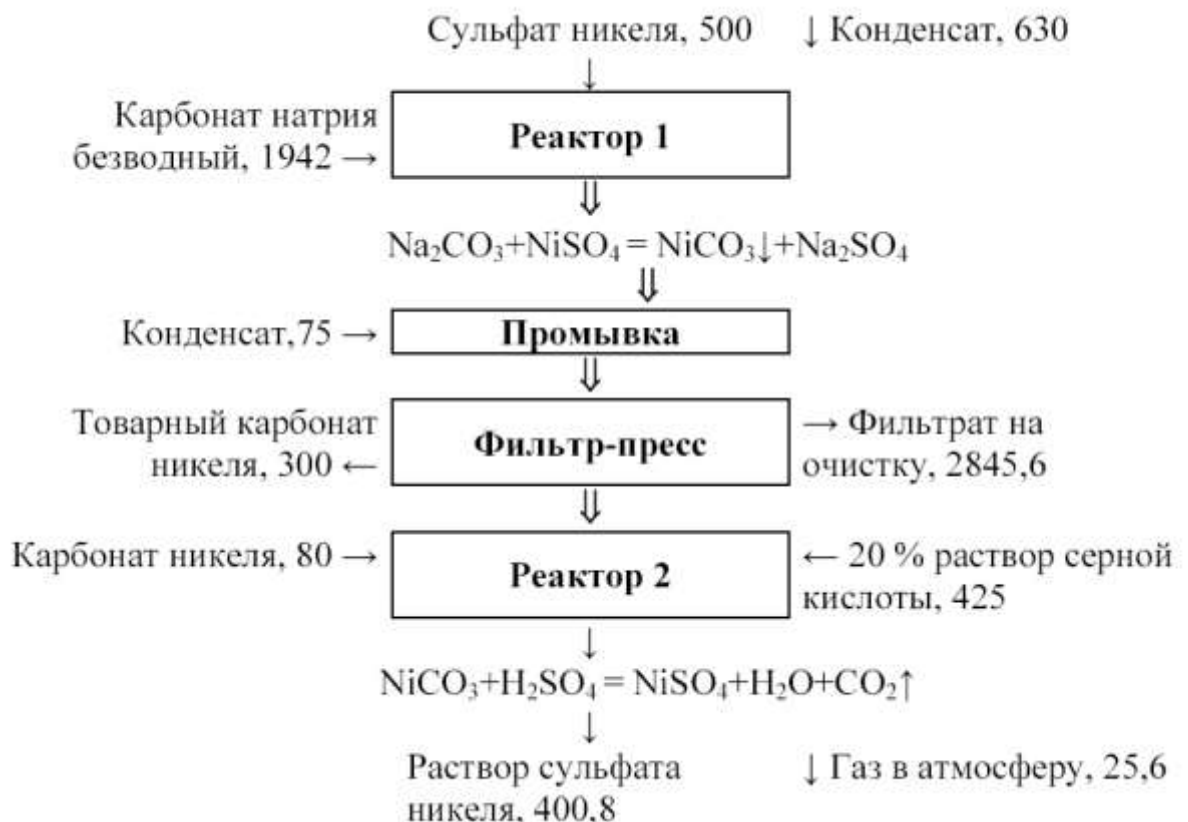 Сульфат никеля, 500 ↓ Конденсат, 630
↓
Карбонат натрия
безводный, 1942 →
Реактор 1
⇓
Na₂CO₃+NiSO₄ = NiCO₃↓+Na₂SO₄
⇓
Конденсат,75 →
Промывка
⇓
Товарный карбонат
никеля, 300 ←
Фильтр-пресс
→ Фильтрат на
очистку, 2845,6
⇓
Карбонат никеля, 80 →
Реактор 2
← 20 % раствор серной
кислоты, 425
↓
NiCO₃+H₂SO₄ = NiSO₄+H₂O+CO₂↑
↓
Раствор сульфата
никеля, 400,8
↓ Газ в атмосферу, 25,6